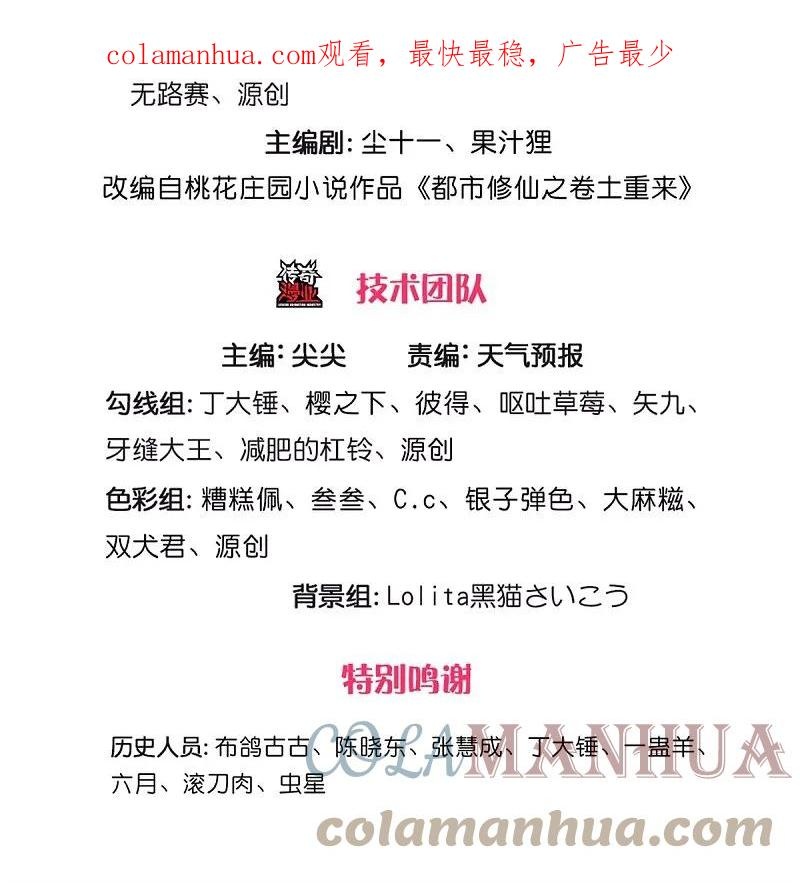 colamanhua.com观看，最快最稳，广告最少
无路赛、源创
主编剧: 尘十一、果汁狸
改编自桃花庄园小说作品《都市修仙之卷土重来》
传奇
漫业
技术团队
主编: 尖尖 责编: 天气预报
勾线组: 丁大锤、樱之下、彼得、呕吐草莓、矢九、
牙缝大王、减肥的杠铃、源创
色彩组: 糟糕佩、叁叁、C.c、银子弹色、大麻糍、
双犬君、源创
背景组: Lolita黑猫さいこう
特别鸣谢
历史人员: 布鸽古古、陈晓东、张慧成、丁大锤、一蛊羊、
六月、滚刀肉、虫星
COLAMANHUA
colamanhua.com